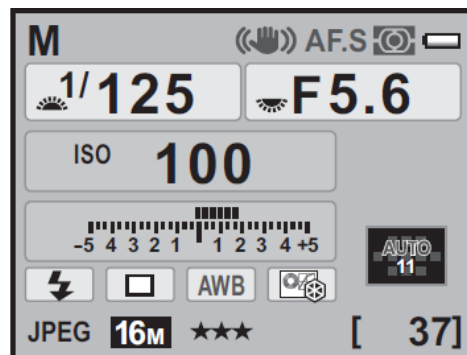 M AF.S
1/125 F5.6
ISO 100
-5 4 3 2 1 1 2 3 4 +5
AUTO
11
AWB
JPEG 16M ★★★ [ 37]